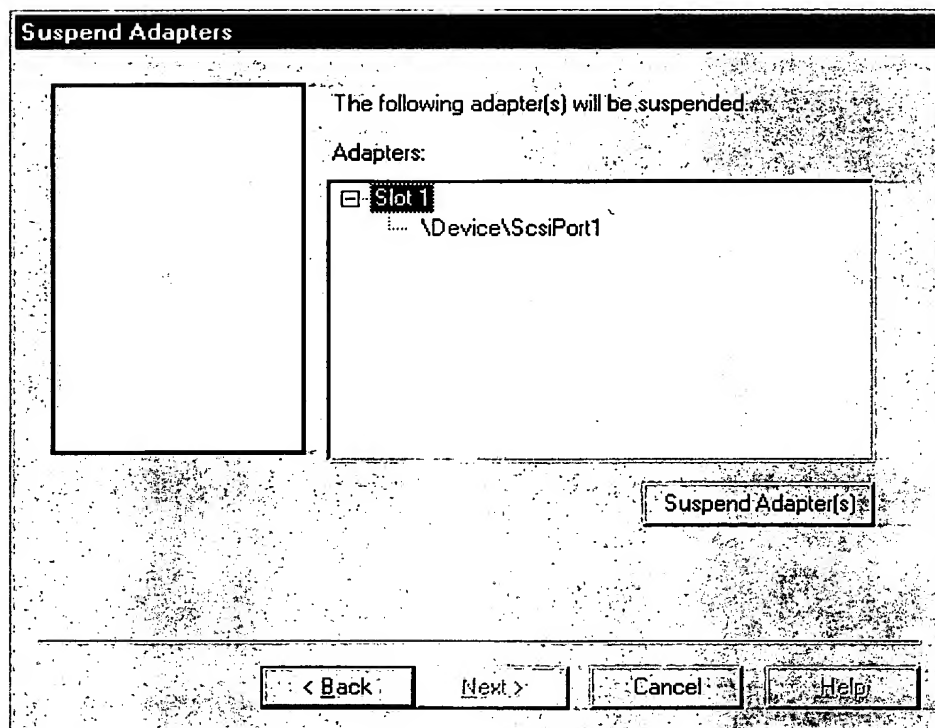 Suspend Adapters
The following adapter(s) will be suspended.
Adapters:
Slot 1
\Device\ScsiPort1
Suspend Adapter(s)
< Back
Next >
Cancel
Help